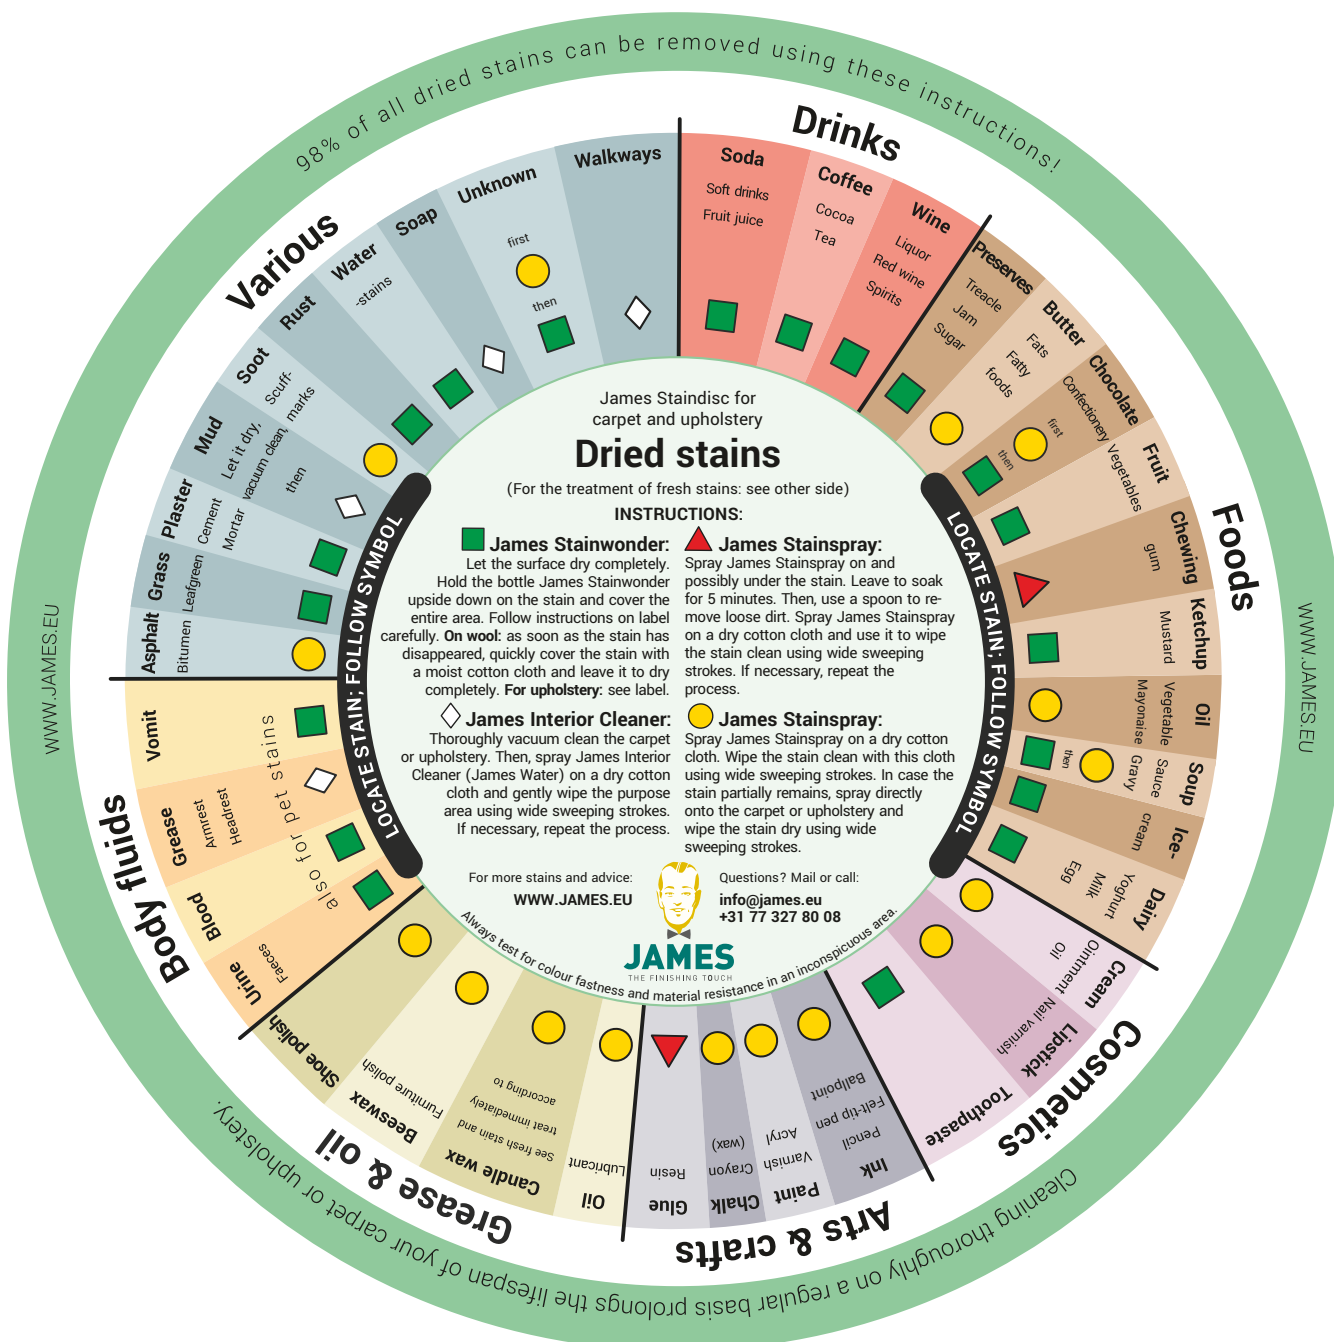 98% of all dried stains can be removed using these instructions!
WWW.JAMES.EU
Cleaning thoroughly on a regular basis prolongs the lifespan of your carpet or upholstery.
WWW.JAMES.EU
Drinks
Soda
Soft drinks
Fruit juice
Coffee
Cocoa
Tea
Wine
Liquor
Red wine
Spirits
Foods
Preserves
Treacle
Jam
Sugar
Butter
Fats
Fatty
foods
Chocolate
Confectionery
first
then
Fruit
Vegetables
Chewing
gum
Ketchup
Mustard
Oil
Vegetable
Mayonaise
Soup
Sauce
Gravy
then
Ice-
cream
Dairy
Yoghurt
Milk
Egg
Cosmetics
Cream
Ointment
Oil
Lipstick
Nail varnish
Toothpaste
Arts & crafts
Ink
Pencil
Felt-tip pen
Ballpoint
Paint
Varnish
Acryl
Chalk
Crayon
(wax)
Glue
Resin
Grease & oil
Oil
Lubricant
Candle wax
See fresh stain and
treat immediately
according to
Beeswax
Furniture polish
Shoe polish
Body fluids
Urine
Faeces
Blood
Grease
Armrest
Headrest
Vomit
also for pet stains
Various
Asphalt
Bitumen
Grass
Leafgreen
Plaster
Cement
Mortar
Mud
Let it dry,
vacuum clean,
then
Soot
Scuff-
marks
Rust
Water
-stains
Soap
Unknown
first
then
Walkways
LOCATE STAIN; FOLLOW SYMBOL
LOCATE STAIN; FOLLOW SYMBOL
James Staindisc for
carpet and upholstery
Dried stains
(For the treatment of fresh stains: see other side)
INSTRUCTIONS:
James Stainwonder:
Let the surface dry completely.
Hold the bottle James Stainwonder
upside down on the stain and cover the
entire area. Follow instructions on label
carefully. On wool: as soon as the stain has
disappeared, quickly cover the stain with
a moist cotton cloth and leave it to dry
completely. For upholstery: see label.
James Stainspray:
Spray James Stainspray on and
possibly under the stain. Leave to soak
for 5 minutes. Then, use a spoon to re-
move loose dirt. Spray James Stainspray
on a dry cotton cloth and use it to wipe
the stain clean using wide sweeping
strokes. If necessary, repeat the
process.
James Interior Cleaner:
Thoroughly vacuum clean the carpet
or upholstery. Then, spray James Interior
Cleaner (James Water) on a dry cotton
cloth and gently wipe the purpose
area using wide sweeping strokes.
If necessary, repeat the process.
James Stainspray:
Spray James Stainspray on a dry cotton
cloth. Wipe the stain clean with this cloth
using wide sweeping strokes. In case the
stain partially remains, spray directly
onto the carpet or upholstery and
wipe the stain dry using wide
sweeping strokes.
For more stains and advice:
WWW.JAMES.EU
Questions? Mail or call:
info@james.eu
+31 77 327 80 08
JAMES
THE FINISHING TOUCH
Always test for colour fastness and material resistance in an inconspicuous area.